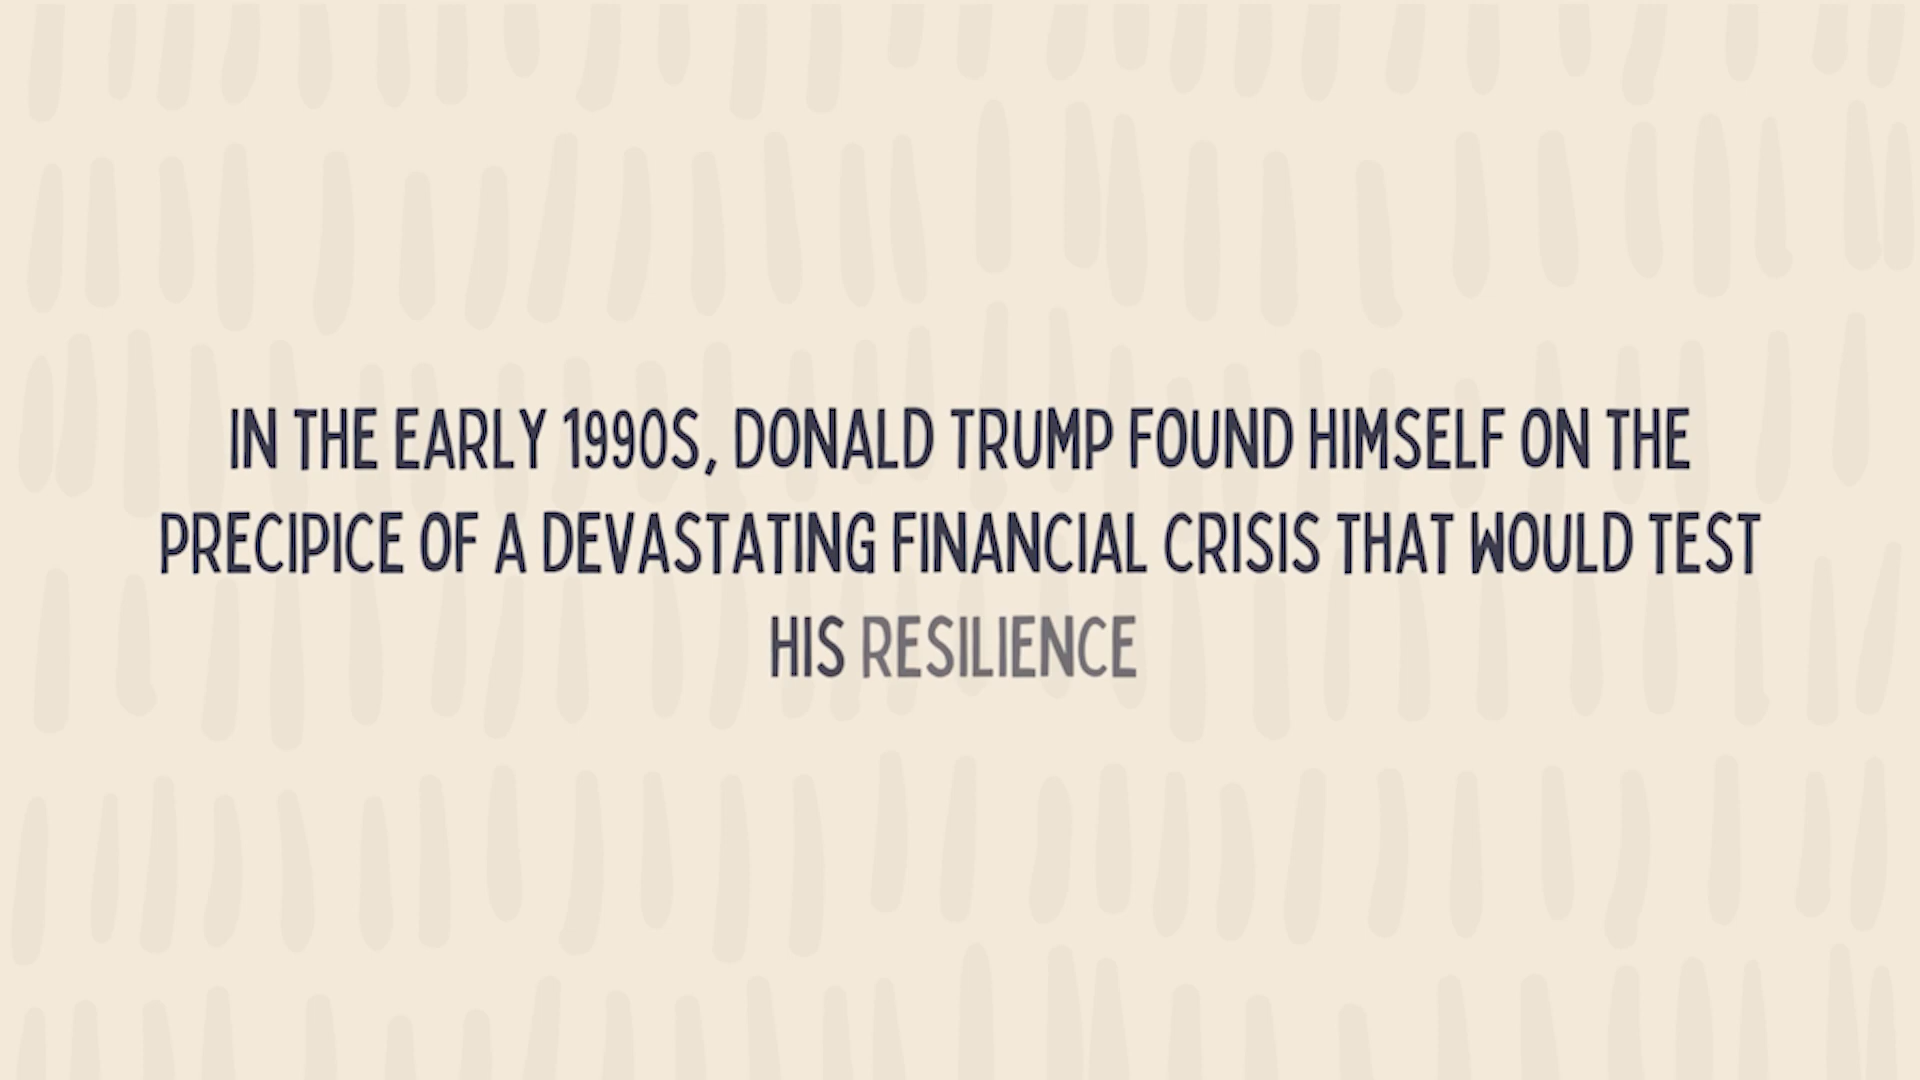 IN THE EARLY 1990S, DONALD TRUMP FOUND HIMSELF ON THE
PRECIPICE OF A DEVASTATING FINANCIAL CRISIS THAT WOULD TEST
HIS RESILIENCE